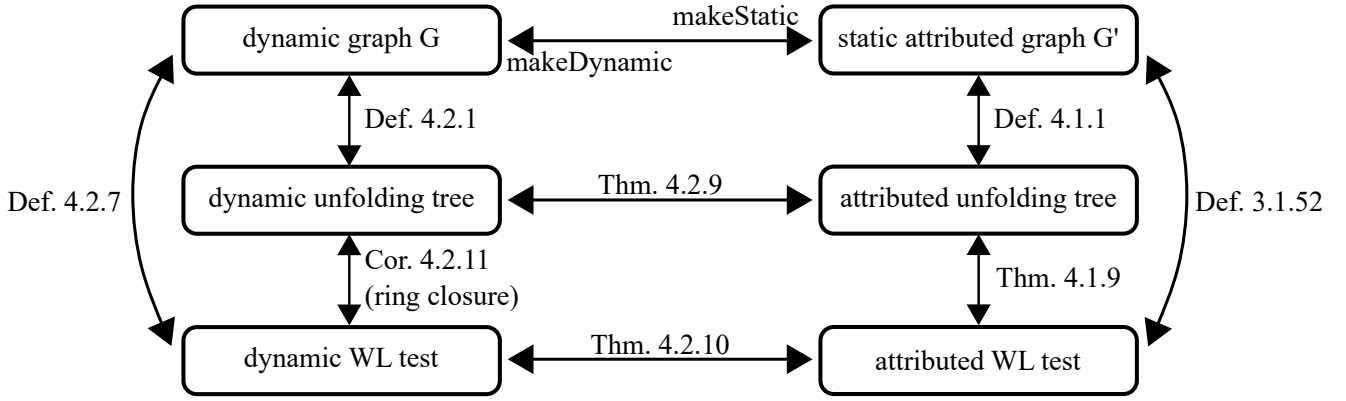 makeStatic
dynamic graph G
static attributed graph G'
makeDynamic
Def. 4.2.1
Def. 4.1.1
Def. 4.2.7
dynamic unfolding tree
Thm. 4.2.9
attributed unfolding tree
Def. 3.1.52
Cor. 4.2.11
(ring closure)
Thm. 4.1.9
dynamic WL test
Thm. 4.2.10
attributed WL test